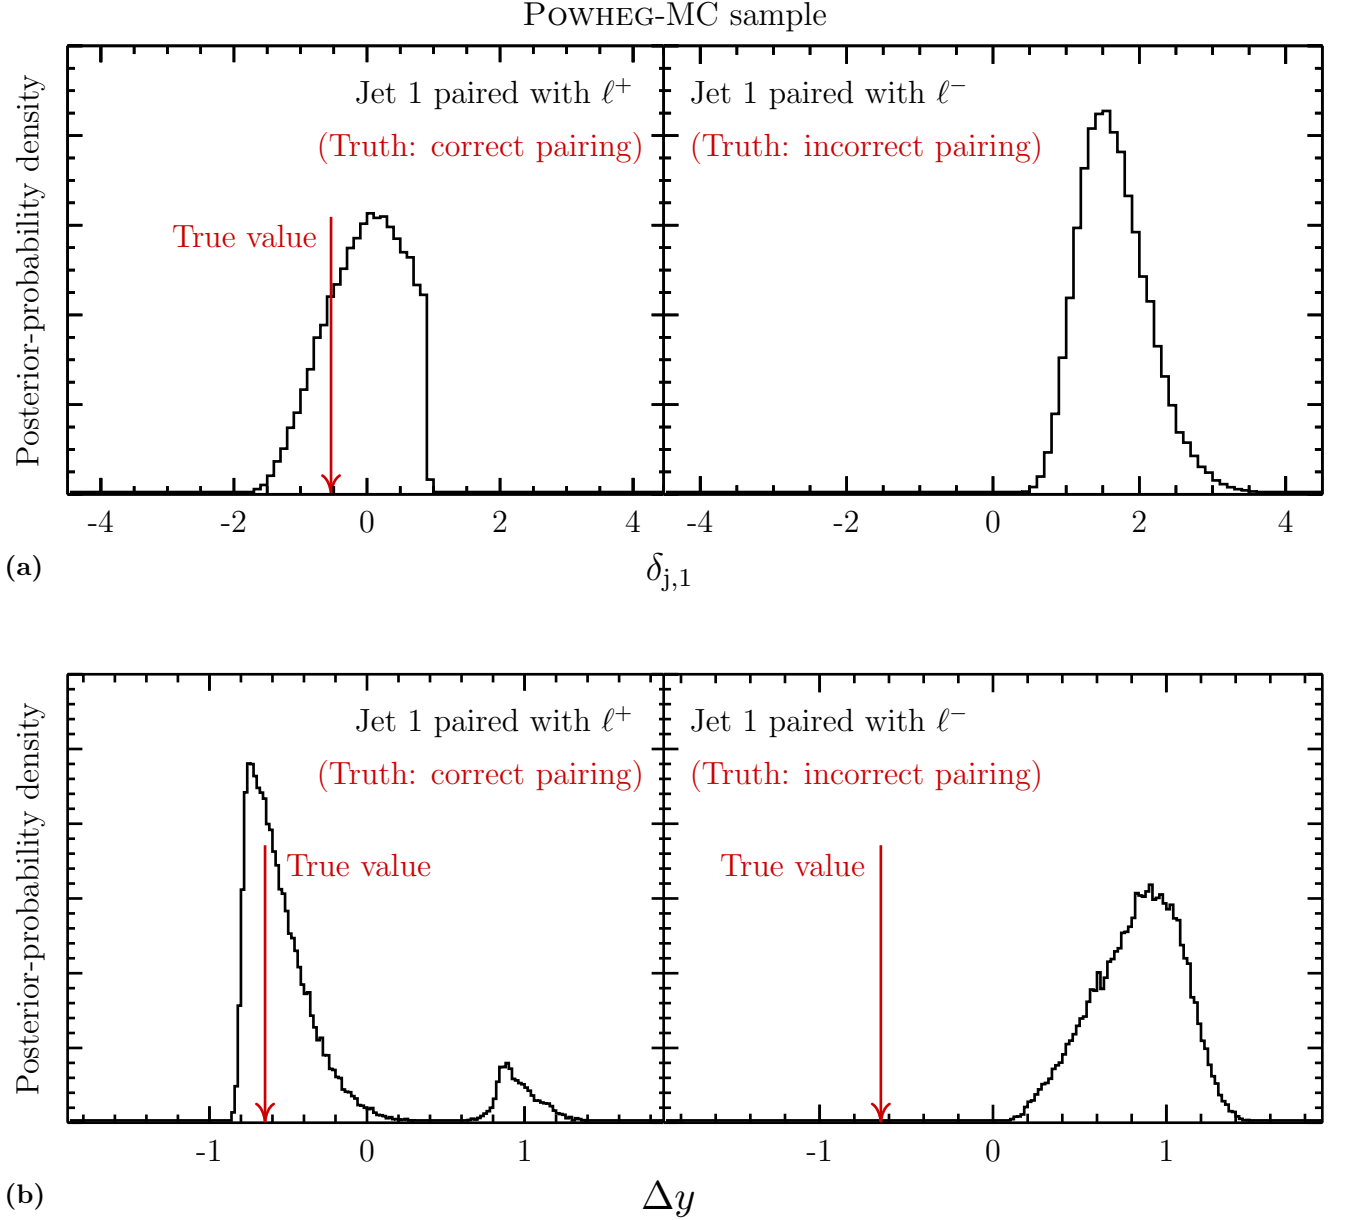 POWHEG-MC sample
Posterior-probability density
Jet 1 paired with ℓ+
(Truth: correct pairing)
True value
Jet 1 paired with ℓ−
(Truth: incorrect pairing)
-4 -2 0 2 4 -4 -2 0 2 4
(a)
δj,1
Posterior-probability density
Jet 1 paired with ℓ+
(Truth: correct pairing)
True value
Jet 1 paired with ℓ−
(Truth: incorrect pairing)
True value
-1 0 1 -1 0 1
(b)
Δy